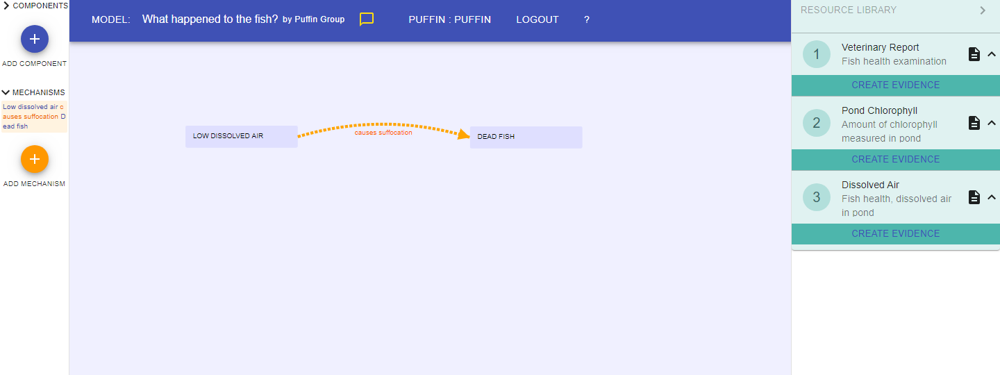 COMPONENTS
ADD COMPONENT
MECHANISMS
Low dissolved air c
auses suffocation D
ead fish
ADD MECHANISM
MODEL: What happened to the fish? by Puffin Group PUFFIN : PUFFIN LOGOUT ?
LOW DISSOLVED AIR
causes suffocation
DEAD FISH
RESOURCE LIBRARY
1
Veterinary Report
Fish health examination
CREATE EVIDENCE
2
Pond Chlorophyll
Amount of chlorophyll
measured in pond
CREATE EVIDENCE
3
Dissolved Air
Fish health, dissolved air
in pond
CREATE EVIDENCE